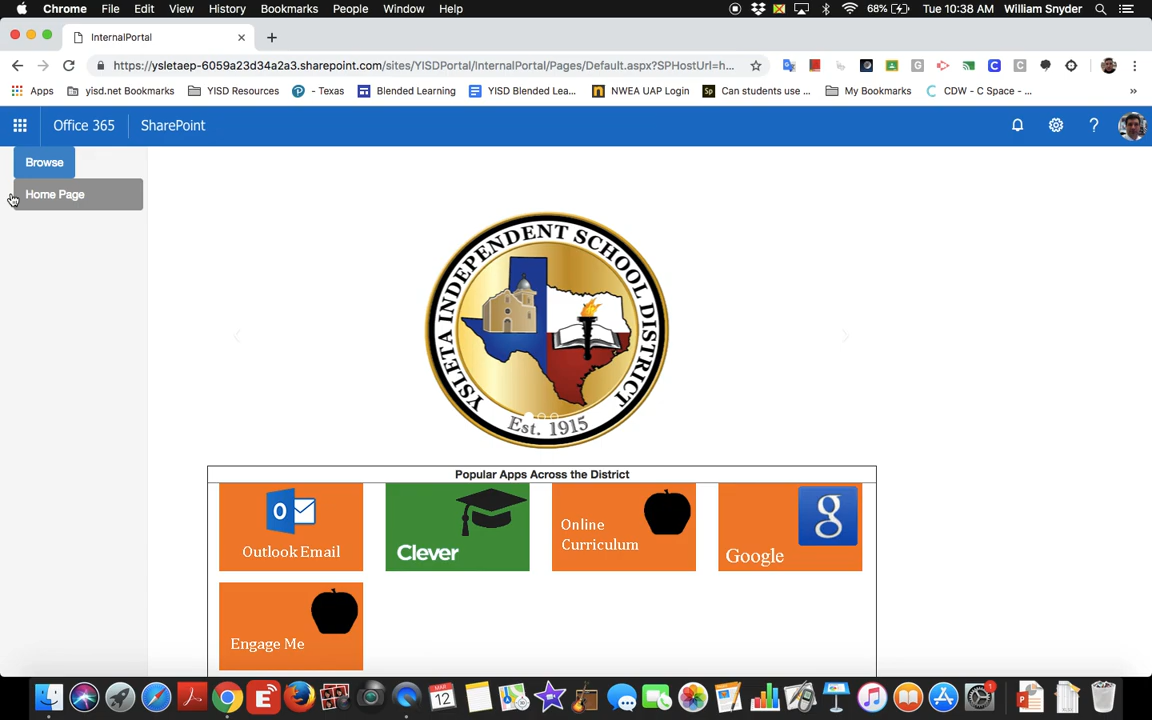 Chrome File Edit View History Bookmarks People Window Help 68% Tue 10:38 AM William Snyder
InternalPortal
https://ysletaep-6059a23d34a2a3.sharepoint.com/sites/YISDPortal/InternalPortal/Pages/Default.aspx?SPHostUrl=h...
Apps yisd.net Bookmarks YISD Resources - Texas Blended Learning YISD Blended Lea... NWEA UAP Login Sp Can students use ... My Bookmarks CDW - C Space - ... »
Office 365 SharePoint
Browse
Home Page
YSLETA INDEPENDENT SCHOOL DISTRICT
Est. 1915
Popular Apps Across the District
Outlook Email
Clever
Online
Curriculum
Google
Engage Me
MAR
12